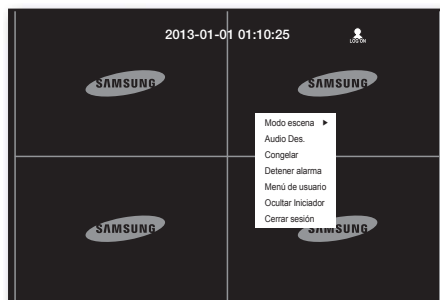 2013-01-01 01:10:25
LOG ON
SAMSUNG
SAMSUNG
Modo escena
Audio Des.
Congelar
Detener alarma
Menú de usuario
Ocultar Iniciador
Cerrar sesión
SAMSUNG
SAMSUNG